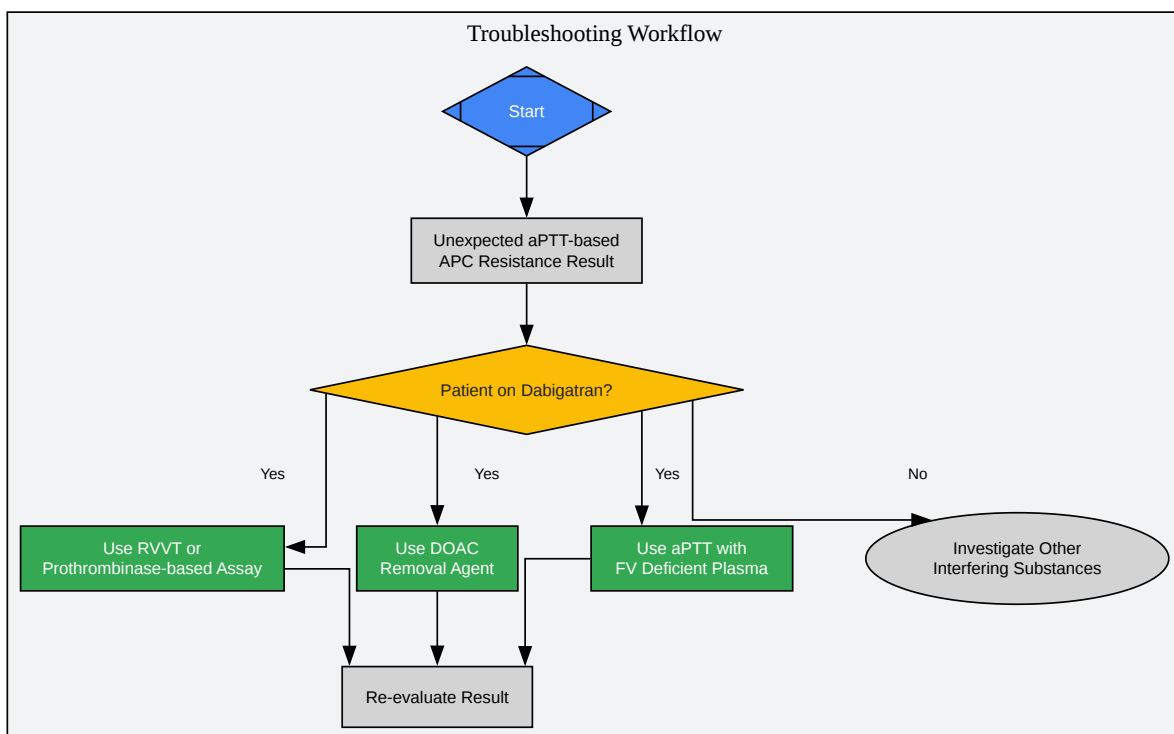 Troubleshooting Workflow
Start
Unexpected aPTT-based
APC Resistance Result
Patient on Dabigatran?
Yes
Yes
Yes
No
Use RVVT or
Prothrombinase-based Assay
Use DOAC
Removal Agent
Use aPTT with
FV Deficient Plasma
Investigate Other
Interfering Substances
Re-evaluate Result